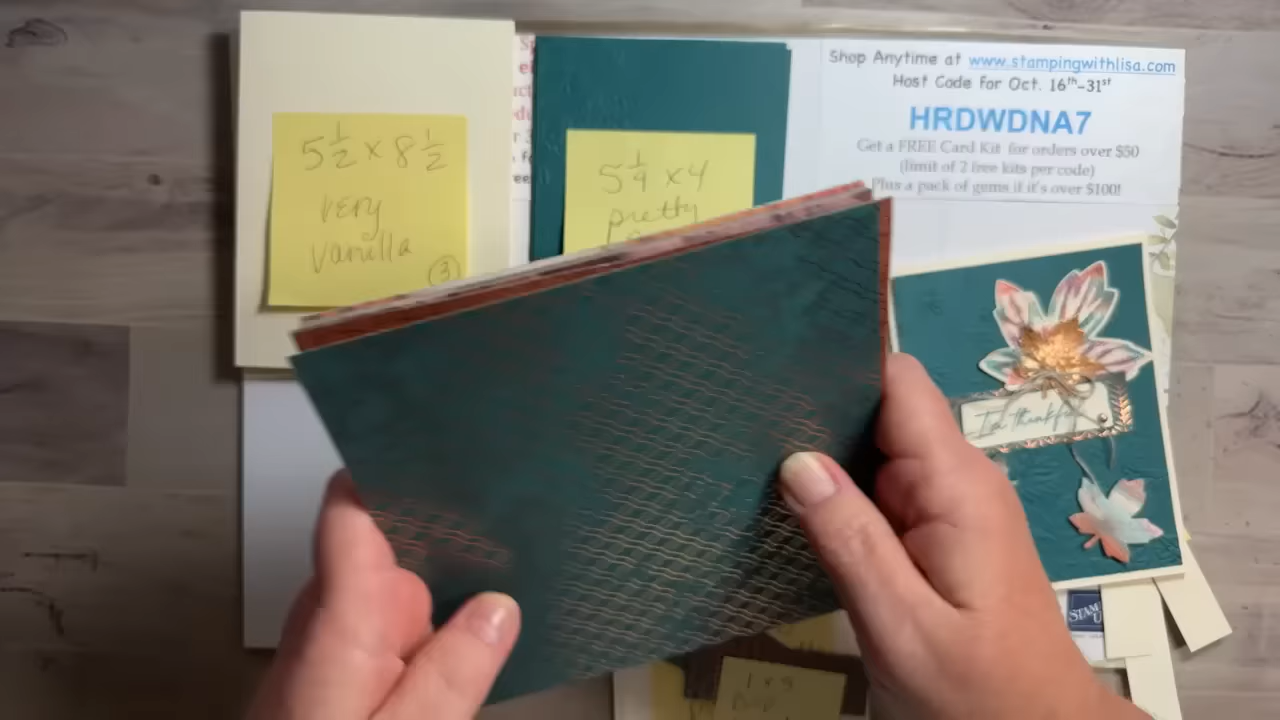 5 1/2 x 8 1/2
very
vanilla
3
5 1/4 x 4
pretty
Shop Anytime at www.stampingwithlisa.com
Host Code for Oct. 16th-31st
HRDWDNA7
Get a FREE Card Kit for orders over $50
(limit of 2 free kits per code)
Plus a pack of gems if it's over $100!
I'm thankful
STAMP